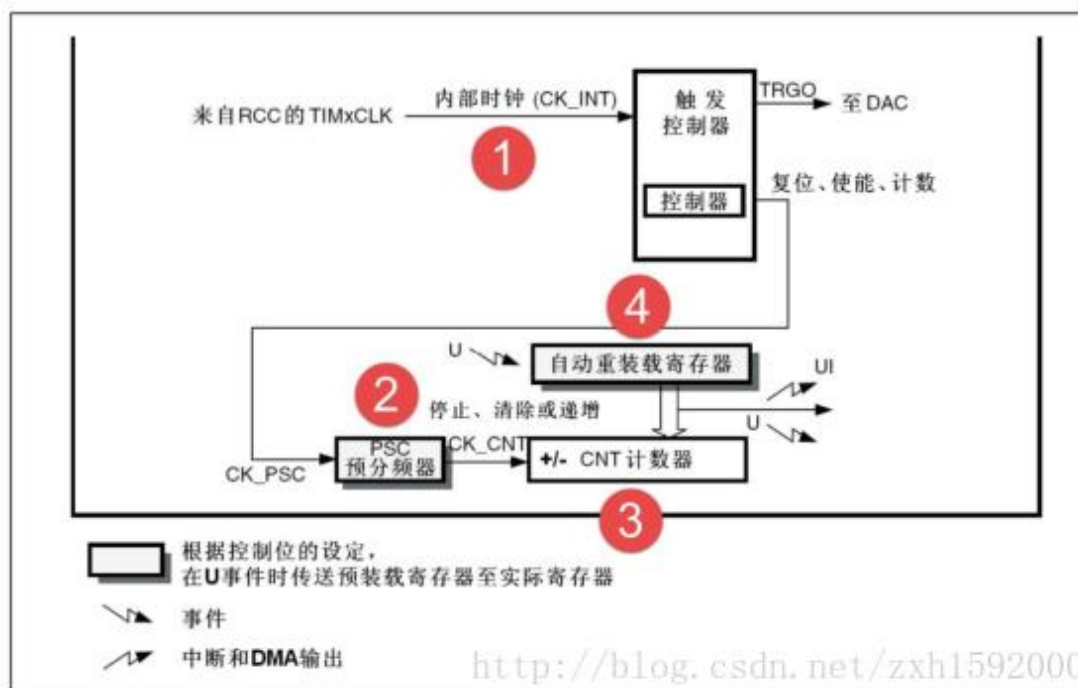 来自RCC的TIMxCLK
内部时钟 (CK_INT)
1
触发
控制器
控制器
TRGO
至DAC
复位、使能、计数
4
U
自动重装载寄存器
UI
U
2
停止、清除或递增
CK_PSC
PSC
预分频器
CK_CNT
+/- CNT 计数器
3
根据控制位的设定，
在U事件时传送预装载寄存器至实际寄存器
事件
中断和DMA输出
http://blog.csdn.net/zxh1592000